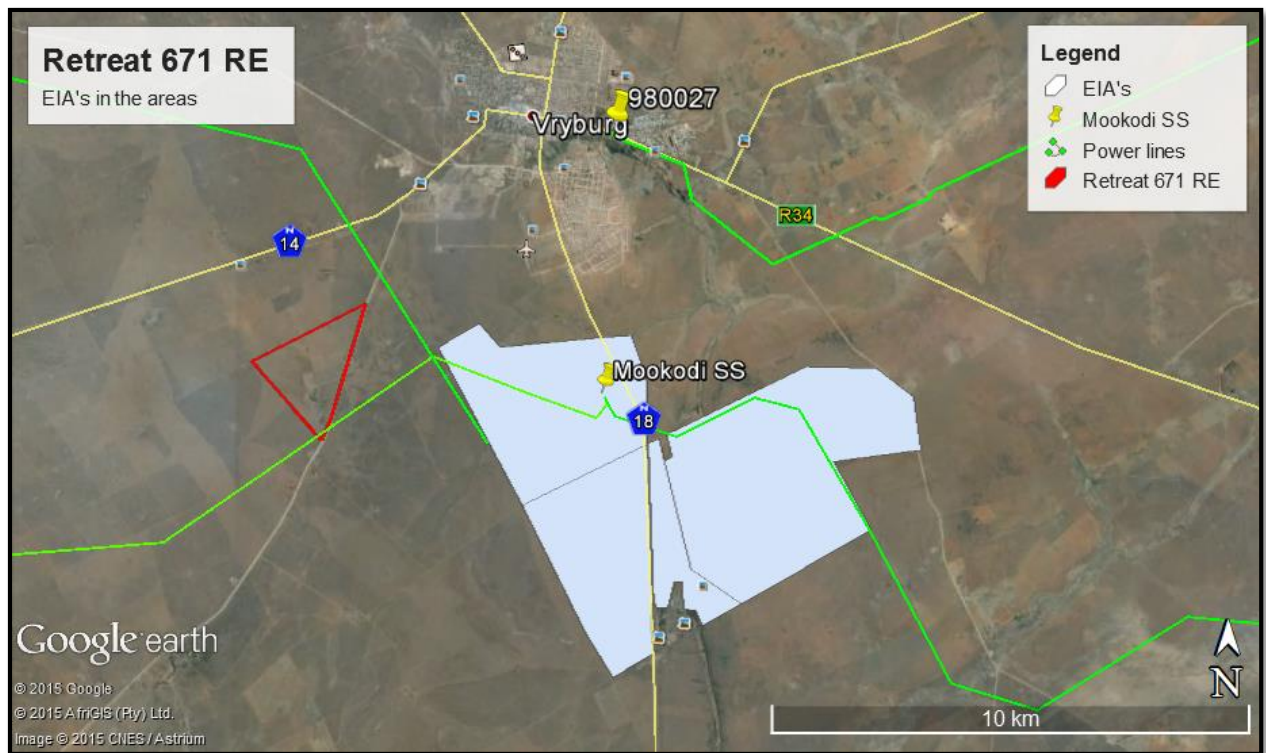 Retreat 671 RE
EIA's in the areas
Legend
EIA's
Mookodi SS
Power lines
Retreat 671 RE
980027
Vryburg
R34
N
14
Mookodi SS
N
18
Google earth
© 2015 Google
© 2015 AfriGIS (Pty) Ltd.
Image © 2015 CNES / Astrium
N
10 km